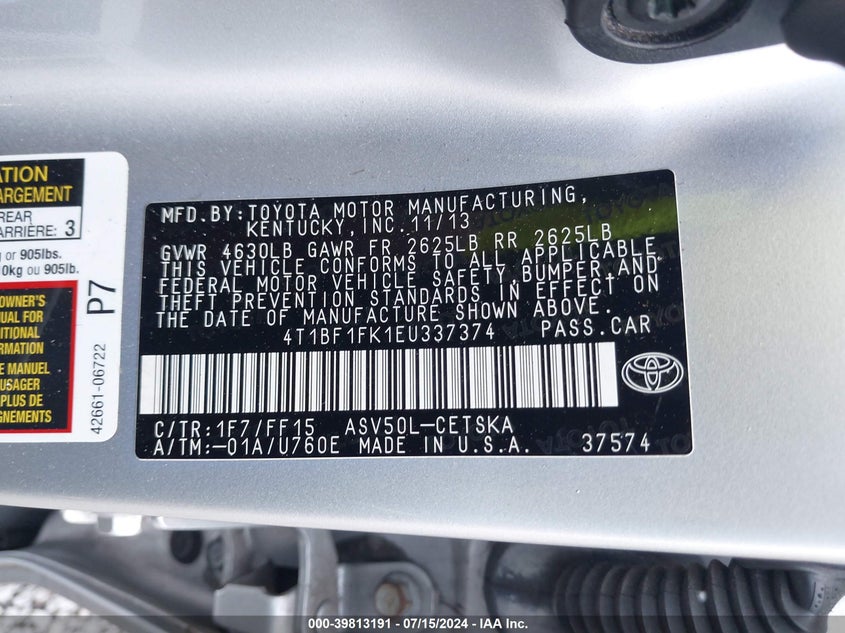 ATION
ARGEMENT
REAR
ARRIÈRE: 3
g or 905lbs.
0kg ou 905lb.
OWNER'S
UAL FOR
DITIONAL
ORMATION
LE MANUEL
USAGER
GNEMENTS
42661-06722
P7
MFD.BY:TOYOTA MOTOR MANUFACTURING,
KENTUCKY,INC.11/13
GVWR 4630LB GAWR FR 2625LB RR 2625LB
THIS VEHICLE CONFORMS TO ALL APPLICABLE
FEDERAL MOTOR VEHICLE SAFETY,BUMPER,AND
THEFT PREVENTION STANDARDS IN EFFECT ON
THE DATE OF MANUFACTURE SHOWN ABOVE.
4T1BF1FK1EU337374 PASS.CAR
C/TR:1F7/FF15 ASV50L-CETSKA
A/TM:-01A/U760E MADE IN U.S.A. 37574
000-39813191 - 07/15/2024 - IAA Inc.